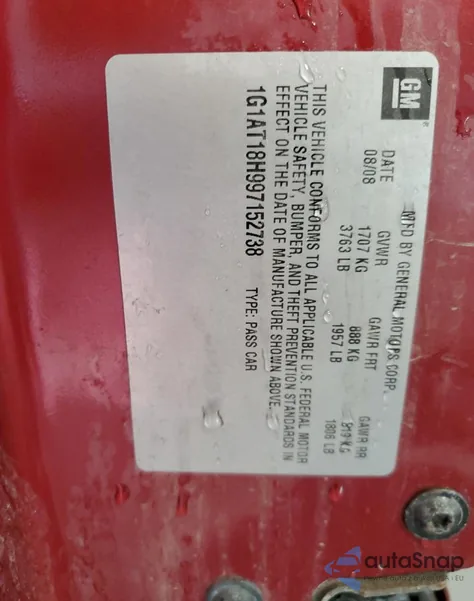 GM
MFD BY GENERAL MOTORS CORP.
DATE GVWR GAWR FRT GAWR RR
08/08 1707 KG 888 KG 819 KG
3763 LB 1957 LB 1806 LB
THIS VEHICLE CONFORMS TO ALL APPLICABLE U.S. FEDERAL MOTOR
VEHICLE SAFETY, BUMPER, AND THEFT PREVENTION STANDARDS IN
EFFECT ON THE DATE OF MANUFACTURE SHOWN ABOVE.
1G1AT18H997152738 TYPE: PASS CAR
autoSnap